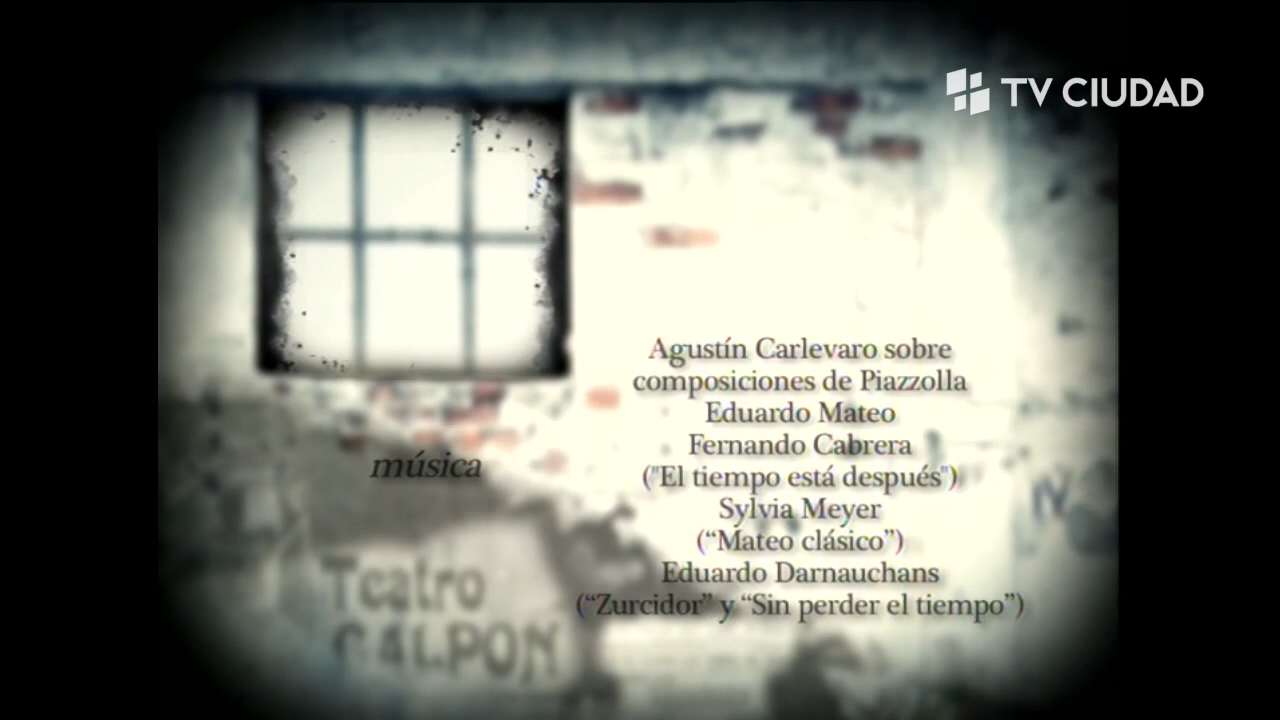 TV CIUDAD
Agustín Carlevaro sobre
composiciones de Piazzolla
Eduardo Mateo
Fernando Cabrera
("El tiempo está después")
Sylvia Meyer
(“Mateo clásico”)
Eduardo Darnauchans
(“Zurcidor” y “Sin perder el tiempo”)
música
Teatro
GALPON